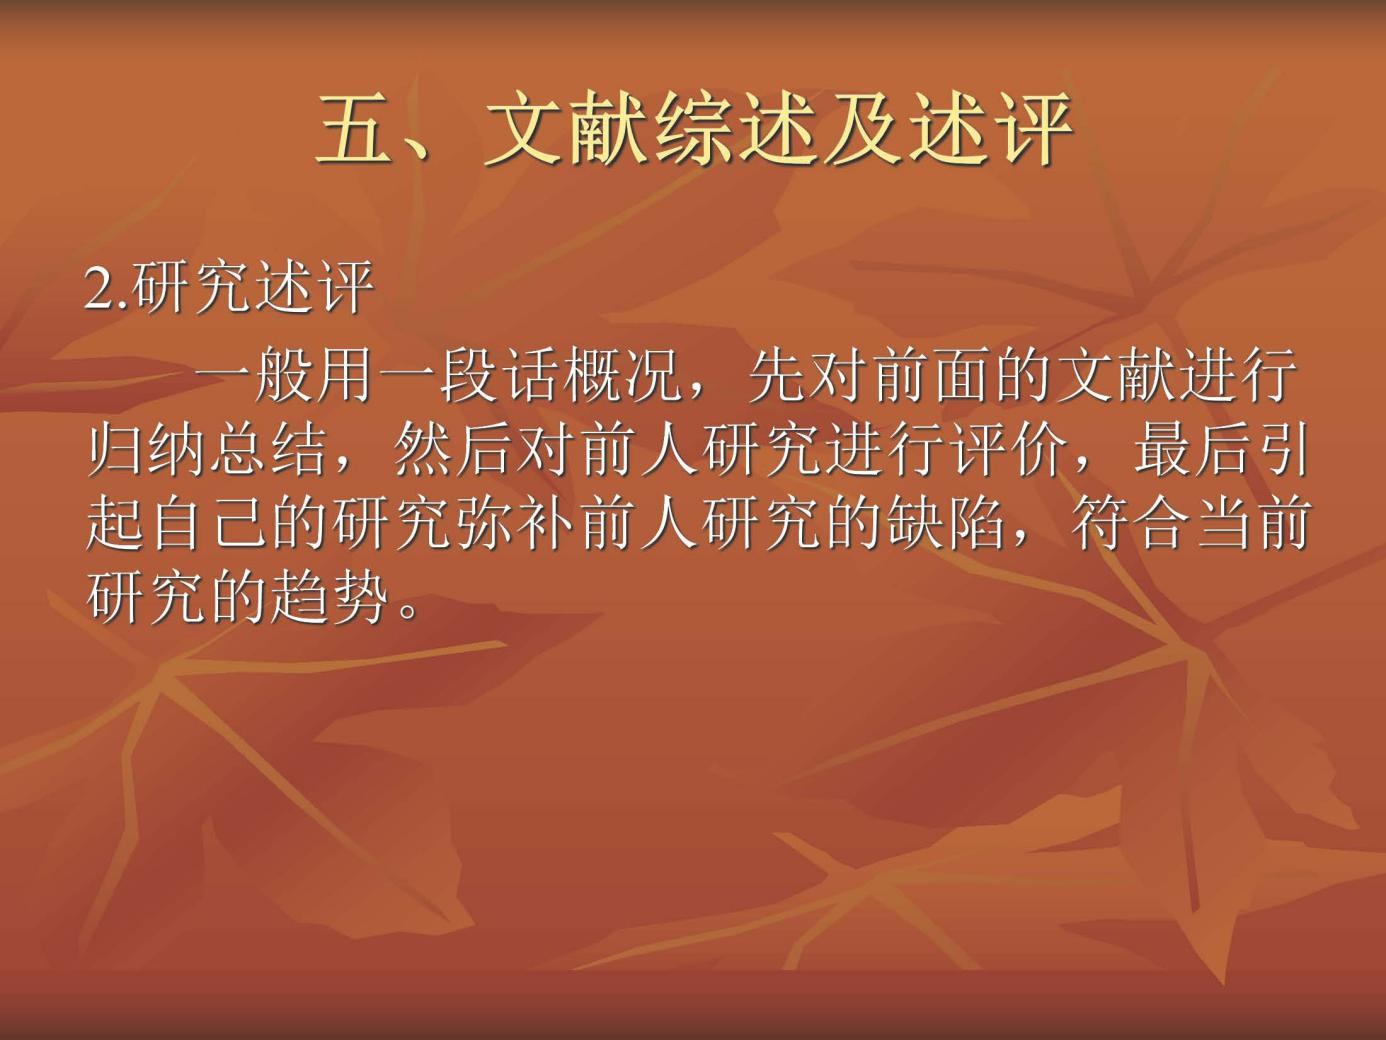 五、文献综述及述评
2.研究述评
一般用一段话概况，先对前面的文献进行
归纳总结，然后对前人研究进行评价，最后引
起自己的研究弥补前人研究的缺陷，符合当前
研究的趋势。